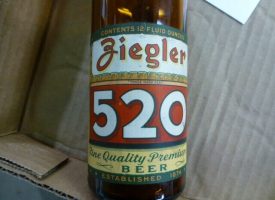 CONTENTS 12 FLUID OUNCES
Ziegler
520
Fine Quality Premium
BEER
ESTABLISHED